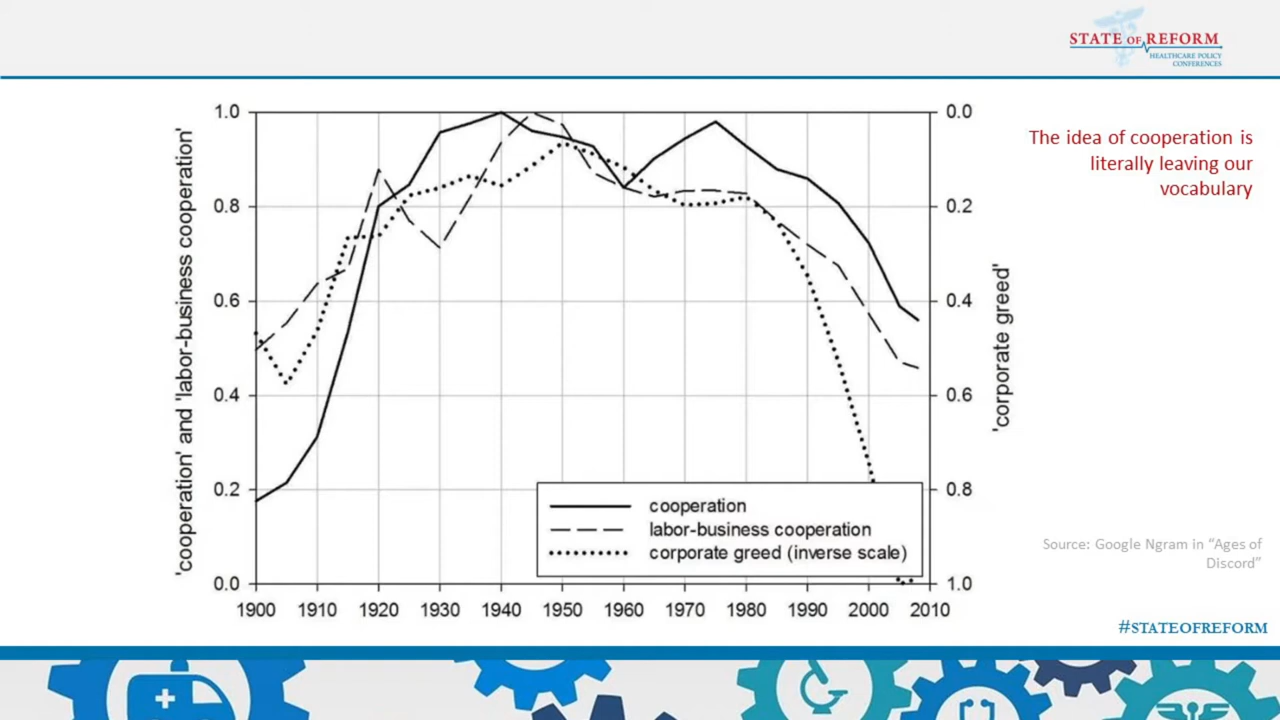 STATE OF REFORM
HEALTHCARE POLICY
CONFERENCES
The idea of cooperation is
literally leaving our
vocabulary
'cooperation' and 'labor-business cooperation'
1.0
0.8
0.6
0.4
0.2
0.0
0.0
0.2
0.4
0.6
0.8
1.0
'corporate greed'
cooperation
labor-business cooperation
corporate greed (inverse scale)
1900 1910 1920 1930 1940 1950 1960 1970 1980 1990 2000 2010
Source: Google Ngram in “Ages of
Discord”
#STATEOFREFORM